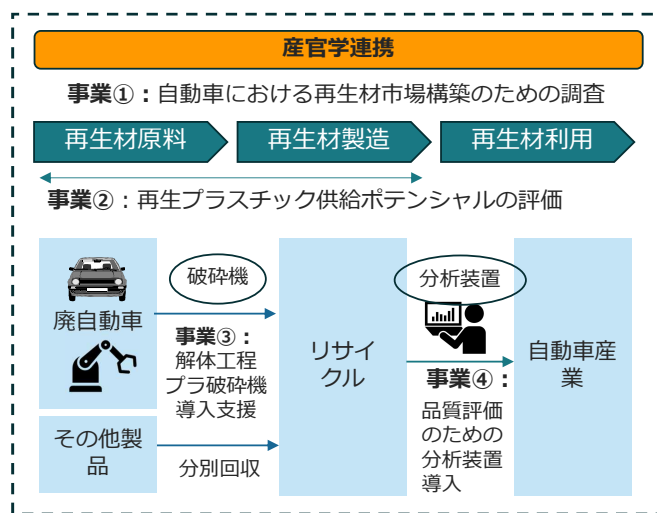 産官学連携
事業①：自動車における再生材市場構築のための調査
再生材原料
再生材製造
再生材利用
事業②：再生プラスチック供給ポテンシャルの評価
廃自動車
破砕機
事業③：
解体工程
プラ破砕機
導入支援
その他製
品
分別回収
リサイ
クル
分析装置
事業④：
品質評価
のための
分析装置
導入
自動車産
業